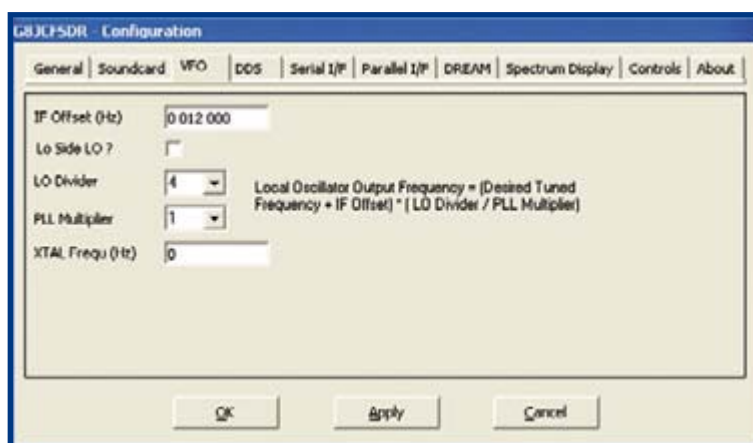 G8JCFSDR - Configuration
General Soundcard VFO DDS Serial I/F Parallel I/F DREAM Spectrum Display Controls About
IF Offset (Hz) 0 012 000
Lo Side LO ?
LO Divider 4
Local Oscillator Output Frequency = (Desired Tuned
Frequency + IF Offset) * ( LO Divider / PLL Multiplier)
PLL Multiplier 1
XTAL Frequ (Hz) 0
OK Apply Cancel